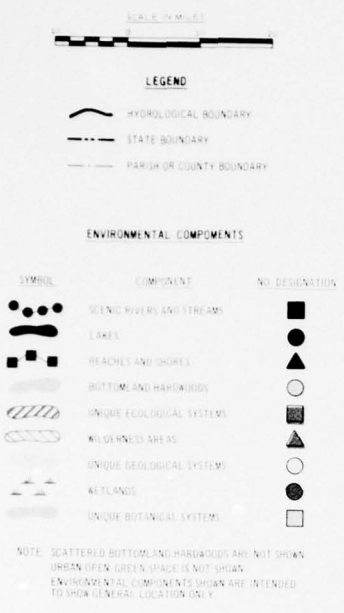 SCALE IN MILES
LEGEND
HYDROLOGICAL BOUNDARY
STATE BOUNDARY
PARISH OR COUNTY BOUNDARY
ENVIRONMENTAL COMPOMENTS
SYMBOL COMPONENT NO. DESIGNATION
SCENIC RIVERS AND STREAMS
LAKES
BEACHES AND SHORES
BOTTOMLAND HARDWOODS
UNIQUE ECOLOGICAL SYSTEMS
WILDERNESS AREAS
UNIQUE GEOLOGICAL SYSTEMS
WETLANDS
UNIQUE BOTANICAL SYSTEMS
NOTE: SCATTERED BOTTOMLAND HARDWOODS ARE NOT SHOWN
URBAN OPEN GREEN SPACE IS NOT SHOWN
ENVIRONMENTAL COMPONENTS SHOWN ARE INTENDED
TO SHOW GENERAL LOCATION ONLY.